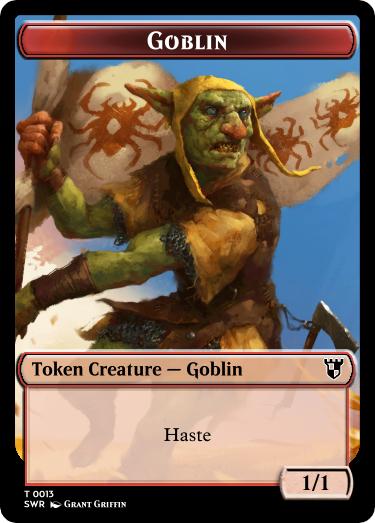 Goblin
Token Creature — Goblin
Haste
1/1
T 0013
SWR Grant Griffin